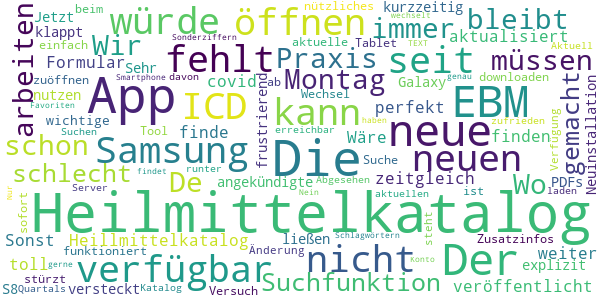 beim Sonderziffern nützliches kurzzeitig wechselt
Jetzt würde öffnen immer bleibt
klappt aktuelle Tablet aktualisiert
arbeiten einfach Wir fehlt seit TEXT Aktuell
Formular Sehr Smartphone davon Praxis müssen genau
zuöffnen covid ab Galaxy downloaden
nutzen App ICD Montag EBM
Favoriten Wechsel perfekt haben
wichtige kann neue zufrieden
schon Suchen Tool finde frustrierend Wäre finden Verfügung gemacht Neuinstallation
Samsung Die erreichbar neuen
schlecht findet runter Suche
De Abgesehen zeitgleich Wo PDFs laden
angekündigte aktuellen ist
Heilmittelkatalog
Nur sofort Server Nein Schlagwörtern
Sonst Heillmittelkatalog ließen Der steht Zusatzinfos
toll funktioniert Änderung nicht explizit weiter
verfügbar
stürzt gerne Suchfunktion Konto
S8 Quartals versteckt Katalog Versuch veröffentlicht